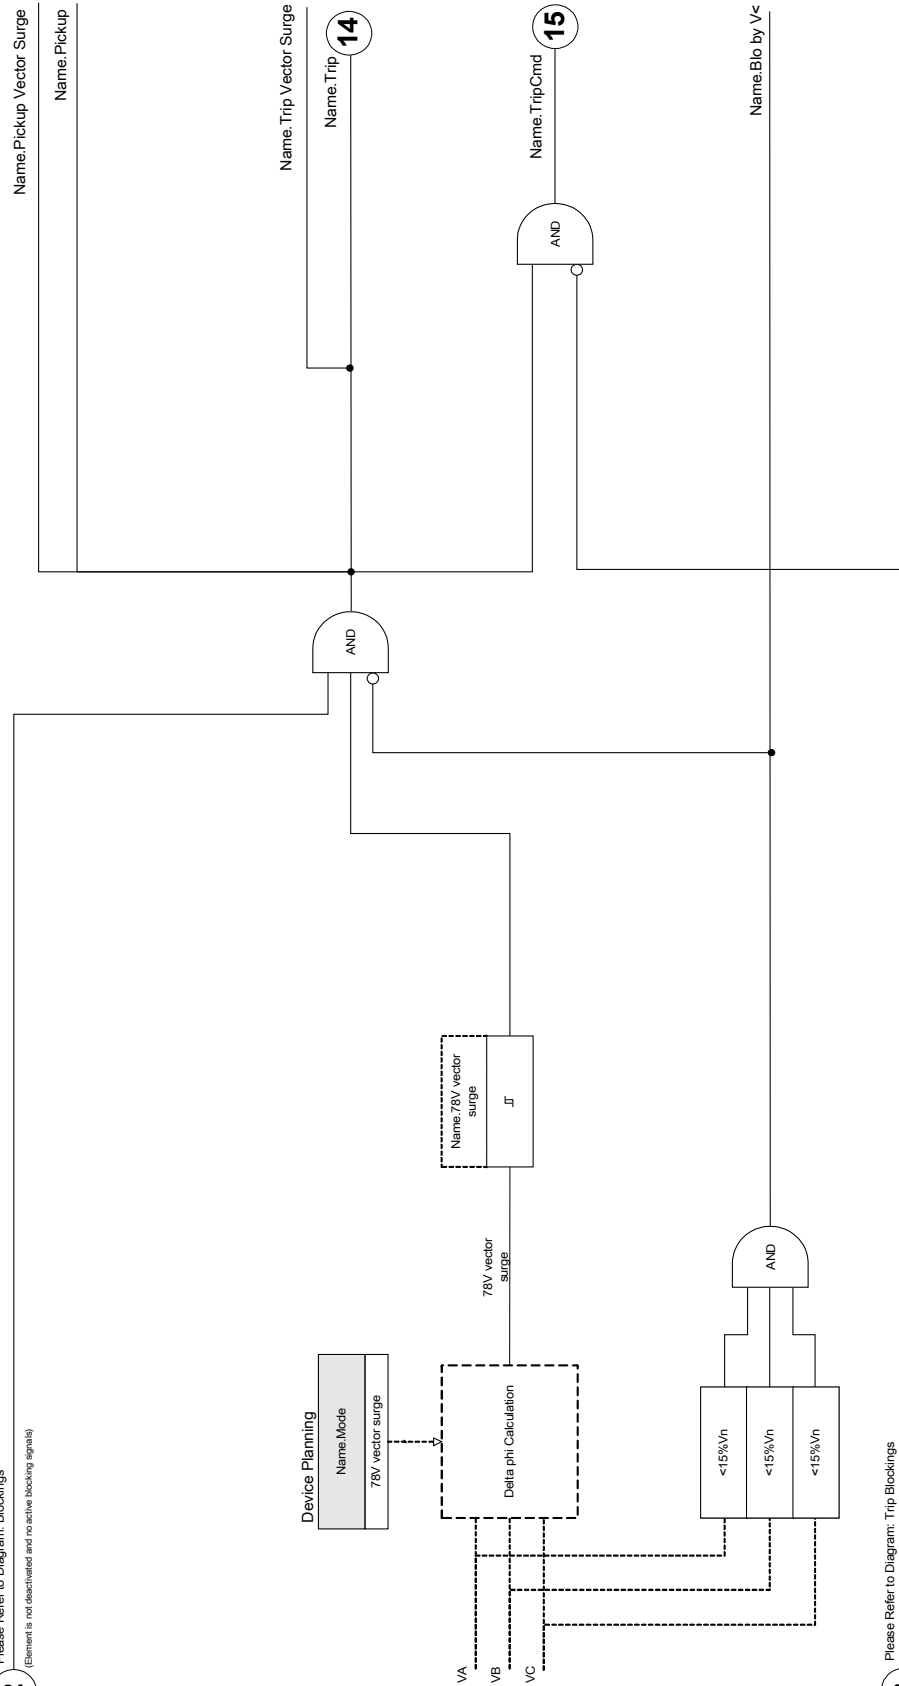 Please Refer to Diagram: Blockings
(Element is not deactivated and no active blocking signals)
Name.Pickup Vector Surge
Name.Pickup
Name.Trip Vector Surge
Name.Trip
14
Name.TripCmd
15
Name.Blo by V<
AND
AND
Device Planning
Name.Mode
78V vector surge
Name.78V vector
surge
78V vector
surge
Delta phi Calculation
VA
VB
VC
<15%Vn
<15%Vn
<15%Vn
AND
Please Refer to Diagram: Trip Blockings